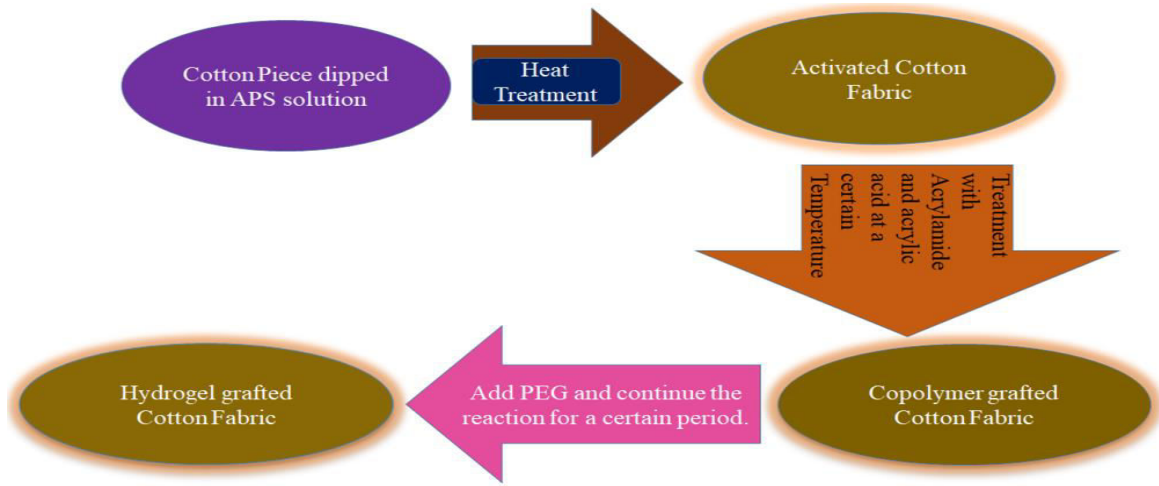 Cotton Piece dipped
in APS solution
Heat
Treatment
Activated Cotton
Fabric
Treatment
with
Acrylamide
and acrylic
acid at a
certain
Temperature
Copolymer grafted
Cotton Fabric
Add PEG and continue the
reaction for a certain period.
Hydrogel grafted
Cotton Fabric